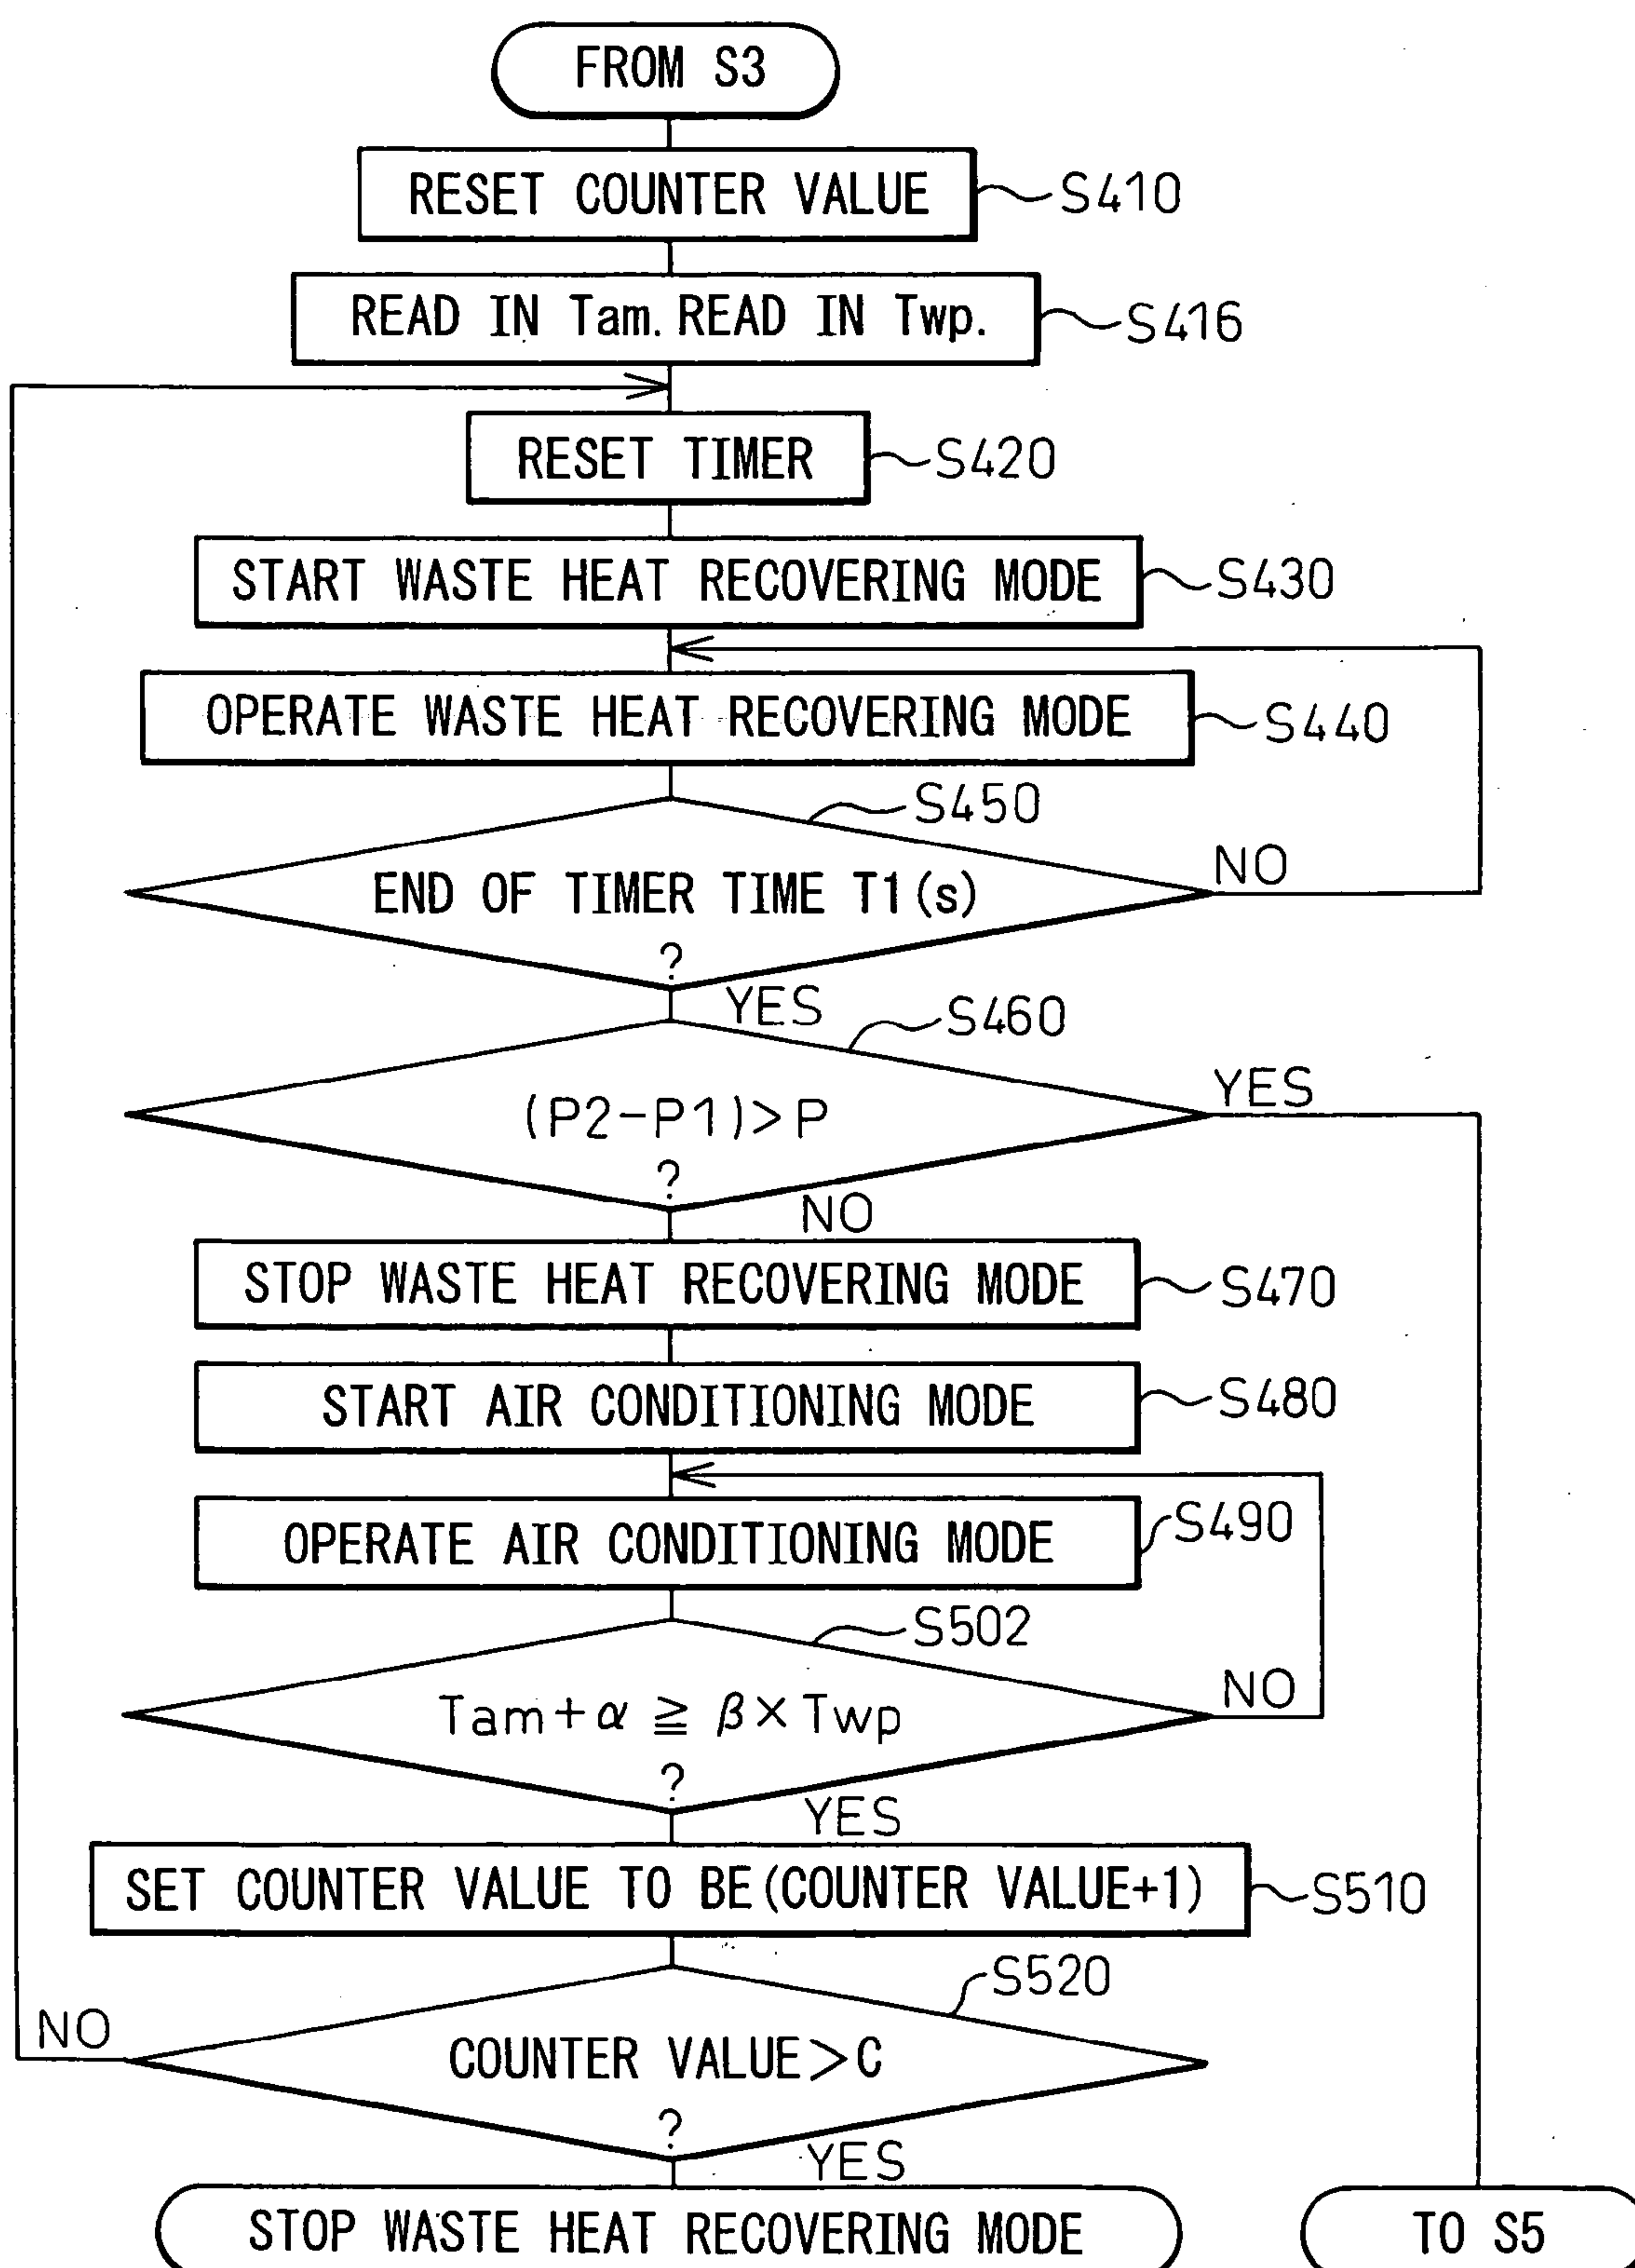 FROM S3
RESET COUNTER VALUE
S410
READ IN Tam. READ IN Twp.
S416
RESET TIMER
S420
START WASTE HEAT RECOVERING MODE
S430
OPERATE WASTE HEAT RECOVERING MODE
S440
S450
END OF TIMER TIME T1(s)
?
NO
YES
S460
(P2-P1)>P
?
YES
NO
STOP WASTE HEAT RECOVERING MODE
S470
START AIR CONDITIONING MODE
S480
OPERATE AIR CONDITIONING MODE
S490
S502
Tam+α ≧ β×Twp
?
NO
YES
SET COUNTER VALUE TO BE(COUNTER VALUE+1)
S510
S520
COUNTER VALUE>C
?
NO
YES
STOP WASTE HEAT RECOVERING MODE
TO S5